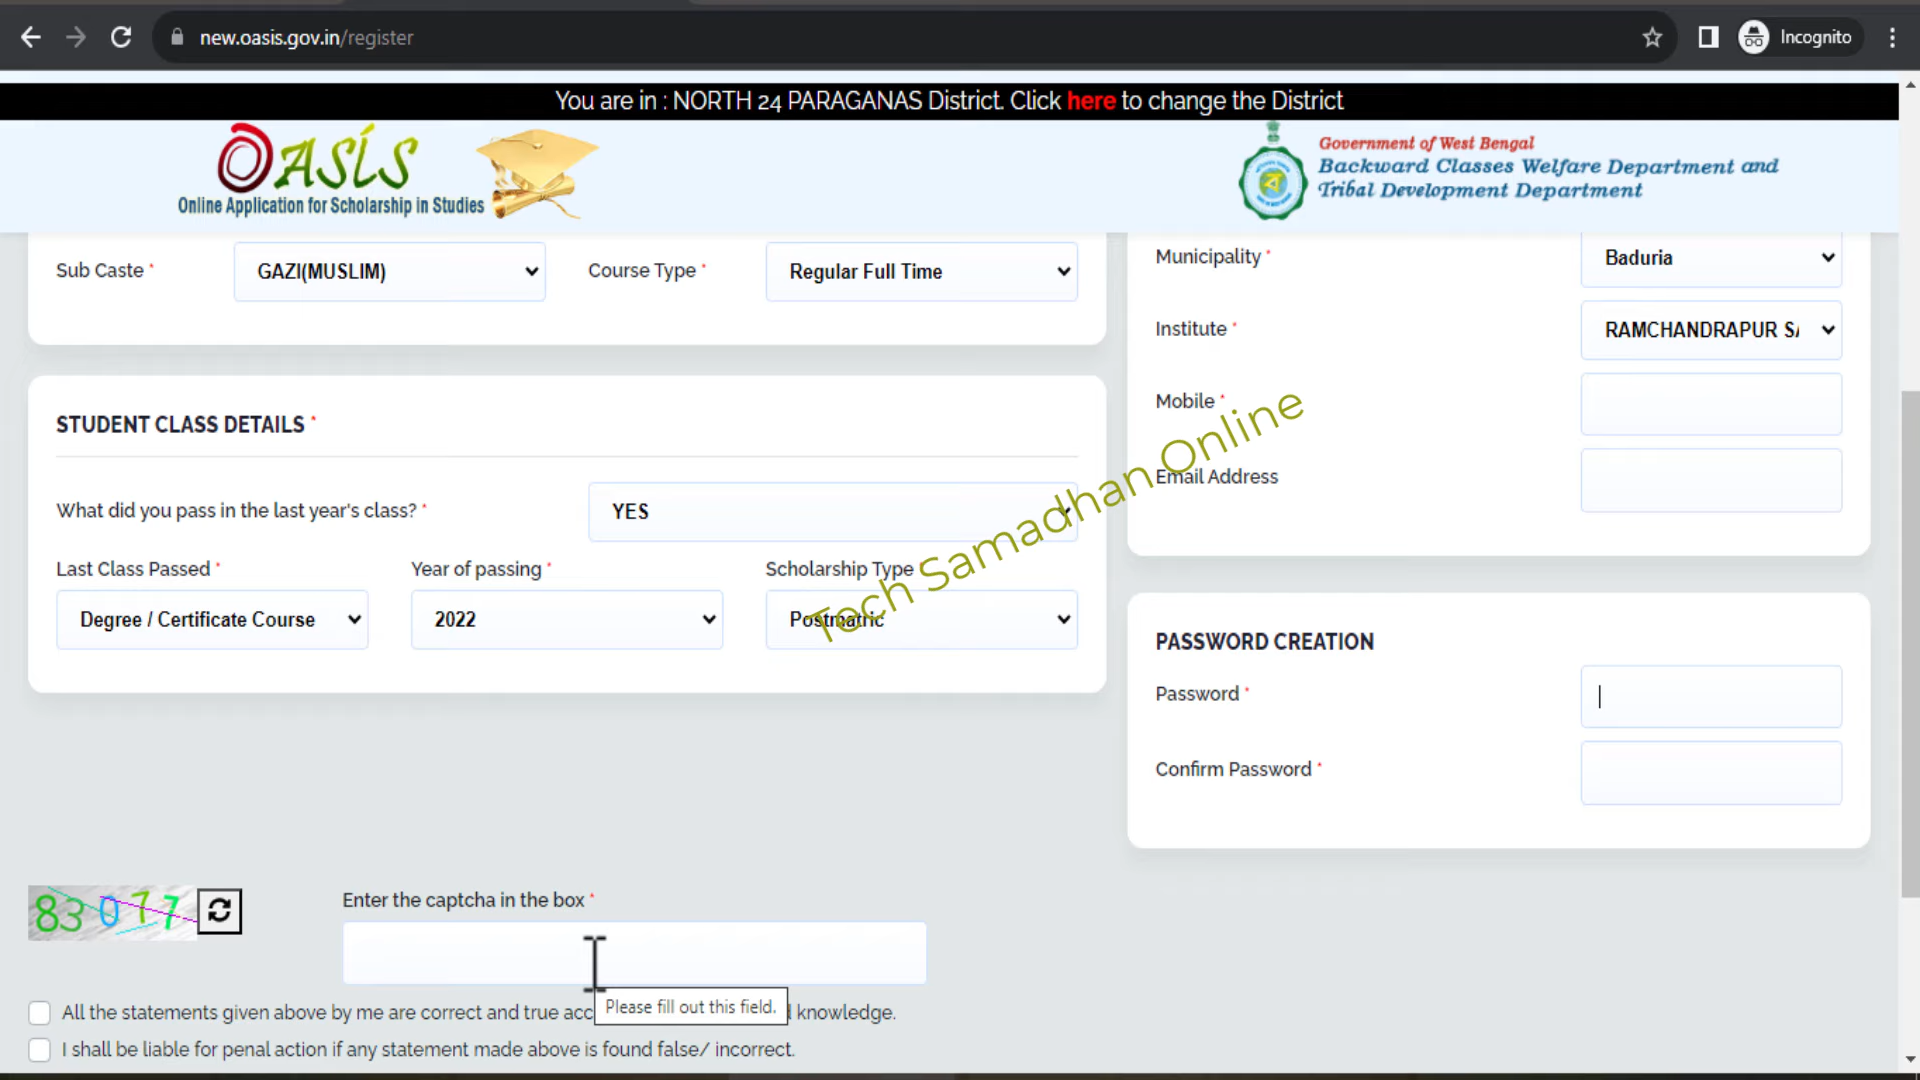 new.oasis.gov.in/register
Incognito
You are in : NORTH 24 PARAGANAS District. Click here to change the District
OASIS
Online Application for Scholarship in Studies
Government of West Bengal
Backward Classes Welfare Department and
Tribal Development Department
Sub Caste *
GAZI(MUSLIM)
Course Type *
Regular Full Time
Municipality *
Baduria
Institute *
RAMCHANDRAPUR SA
Mobile *
Email Address
STUDENT CLASS DETAILS *
What did you pass in the last year's class? *
YES
Last Class Passed *
Year of passing *
Scholarship Type
Degree / Certificate Course
2022
Postmatric
Tech Samadhan Online
PASSWORD CREATION
Password *
Confirm Password *
83077
Enter the captcha in the box *
Please fill out this field.
All the statements given above by me are correct and true acc knowledge.
I shall be liable for penal action if any statement made above is found false/ incorrect.